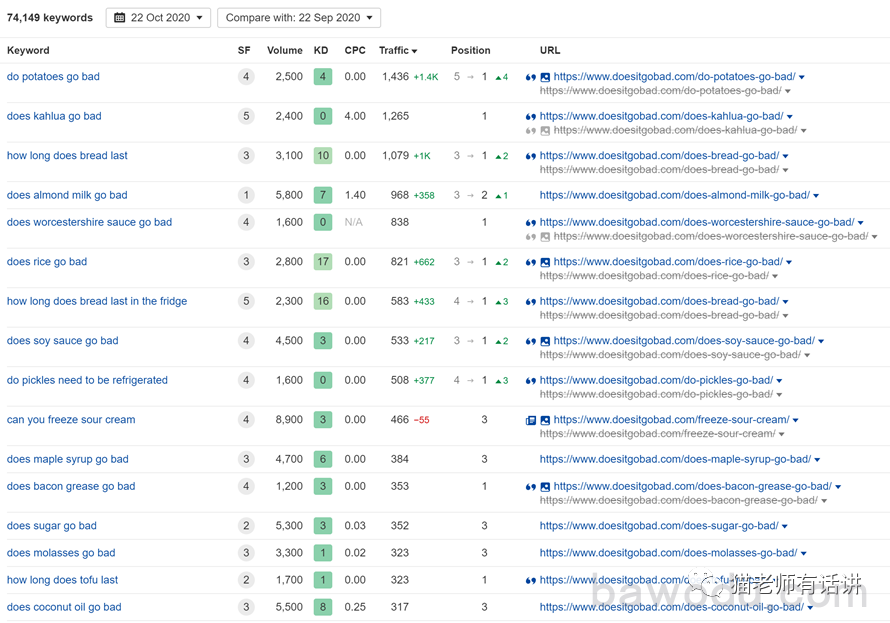 74,149 keywords 22 Oct 2020 Compare with: 22 Sep 2020
Keyword SF Volume KD CPC Traffic Position URL
do potatoes go bad 4 2,500 4 0.00 1,436 +1.4K 5 → 1 ▲4 https://www.doesitgobad.com/do-potatoes-go-bad/
https://www.doesitgobad.com/do-potatoes-go-bad/
does kahlua go bad 5 2,400 0 4.00 1,265 1 https://www.doesitgobad.com/does-kahlua-go-bad/
https://www.doesitgobad.com/does-kahlua-go-bad/
how long does bread last 3 3,100 10 0.00 1,079 +1K 3 → 1 ▲2 https://www.doesitgobad.com/does-bread-go-bad/
https://www.doesitgobad.com/does-bread-go-bad/
does almond milk go bad 1 5,800 7 1.40 968 +358 3 → 2 ▲1 https://www.doesitgobad.com/does-almond-milk-go-bad/
does worcestershire sauce go bad 4 1,600 0 N/A 838 1 https://www.doesitgobad.com/does-worcestershire-sauce-go-bad/
https://www.doesitgobad.com/does-worcestershire-sauce-go-bad/
does rice go bad 3 2,800 17 0.00 821 +662 3 → 1 ▲2 https://www.doesitgobad.com/does-rice-go-bad/
https://www.doesitgobad.com/does-rice-go-bad/
how long does bread last in the fridge 5 2,300 16 0.00 583 +433 4 → 1 ▲3 https://www.doesitgobad.com/does-bread-go-bad/
https://www.doesitgobad.com/does-bread-go-bad/
does soy sauce go bad 4 4,500 3 0.00 533 +217 3 → 1 ▲2 https://www.doesitgobad.com/does-soy-sauce-go-bad/
https://www.doesitgobad.com/does-soy-sauce-go-bad/
do pickles need to be refrigerated 4 1,600 0 0.00 508 +377 4 → 1 ▲3 https://www.doesitgobad.com/do-pickles-go-bad/
https://www.doesitgobad.com/do-pickles-go-bad/
can you freeze sour cream 4 8,900 3 0.00 466 −55 3 https://www.doesitgobad.com/freeze-sour-cream/
https://www.doesitgobad.com/freeze-sour-cream/
does maple syrup go bad 3 4,700 6 0.00 384 3 https://www.doesitgobad.com/does-maple-syrup-go-bad/
does bacon grease go bad 4 1,200 3 0.00 353 1 https://www.doesitgobad.com/does-bacon-grease-go-bad/
https://www.doesitgobad.com/does-bacon-grease-go-bad/
does sugar go bad 2 5,300 3 0.03 352 3 https://www.doesitgobad.com/does-sugar-go-bad/
does molasses go bad 3 3,300 1 0.02 323 3 https://www.doesitgobad.com/does-molasses-go-bad/
how long does tofu last 2 1,700 1 0.00 323 1 https://www.doesitgobad.com/
猫老师有话讲
does coconut oil go bad 3 5,500 8 0.25 317 3 https://www.doesitgobad.com/does-coconut-oil-go-bad/